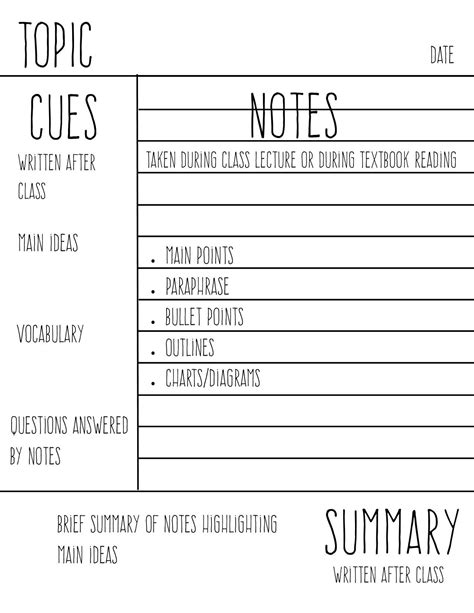 TOPIC
DATE
CUES
WRITTEN AFTER
CLASS
MAIN IDEAS
VOCABULARY
QUESTIONS ANSWERED
BY NOTES
NOTES
TAKEN DURING CLASS LECTURE OR DURING TEXTBOOK READING
• MAIN POINTS
• PARAPHRASE
• BULLET POINTS
• OUTLINES
• CHARTS/DIAGRAMS
BRIEF SUMMARY OF NOTES HIGHLIGHTING
MAIN IDEAS
SUMMARY
WRITTEN AFTER CLASS